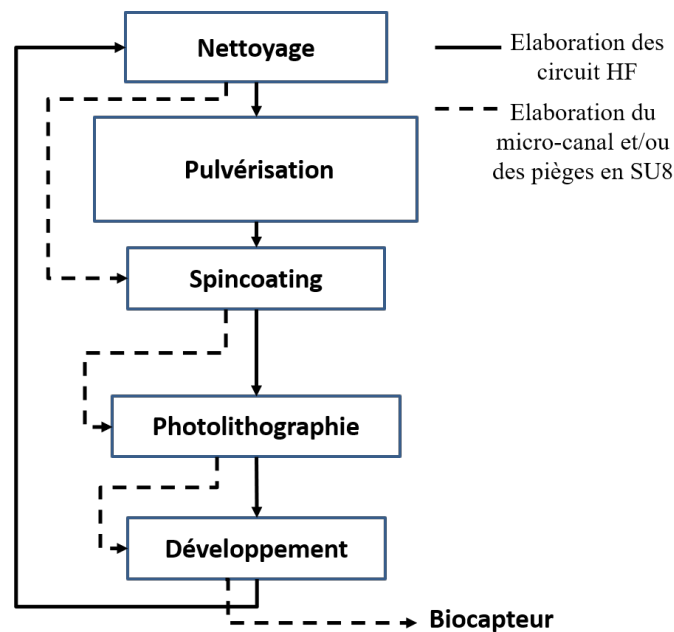 Nettoyage
Elaboration des
circuit HF
Elaboration du
micro-canal et/ou
des pièges en SU8
Pulvérisation
Spincoating
Photolithographie
Développement
Biocapteur